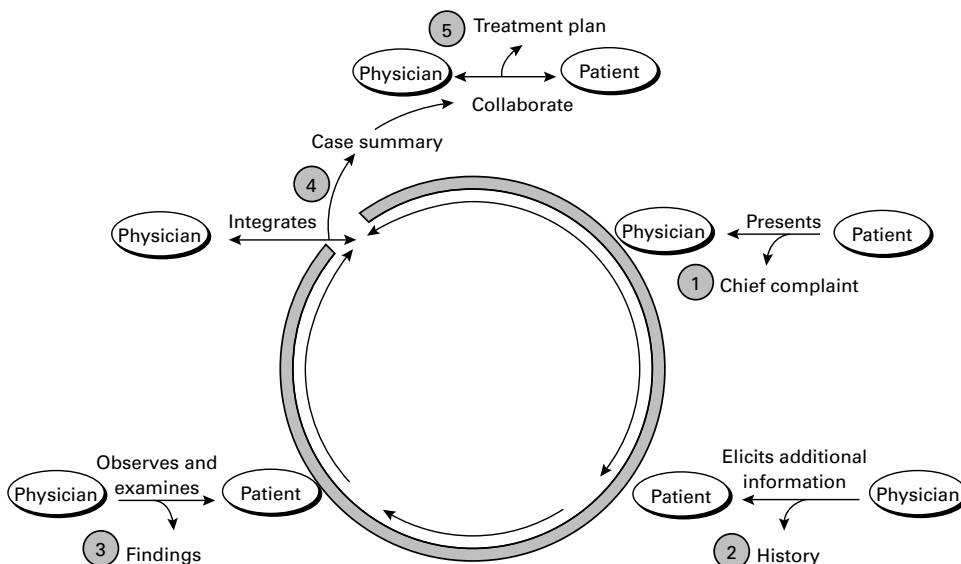 5
Treatment plan
Physician
Patient
Collaborate
Case summary
4
Integrates
Physician
Physician
Presents
Patient
1
Chief complaint
Observes and
examines
Physician
Patient
3
Findings
Elicits additional
information
Patient
Physician
2
History